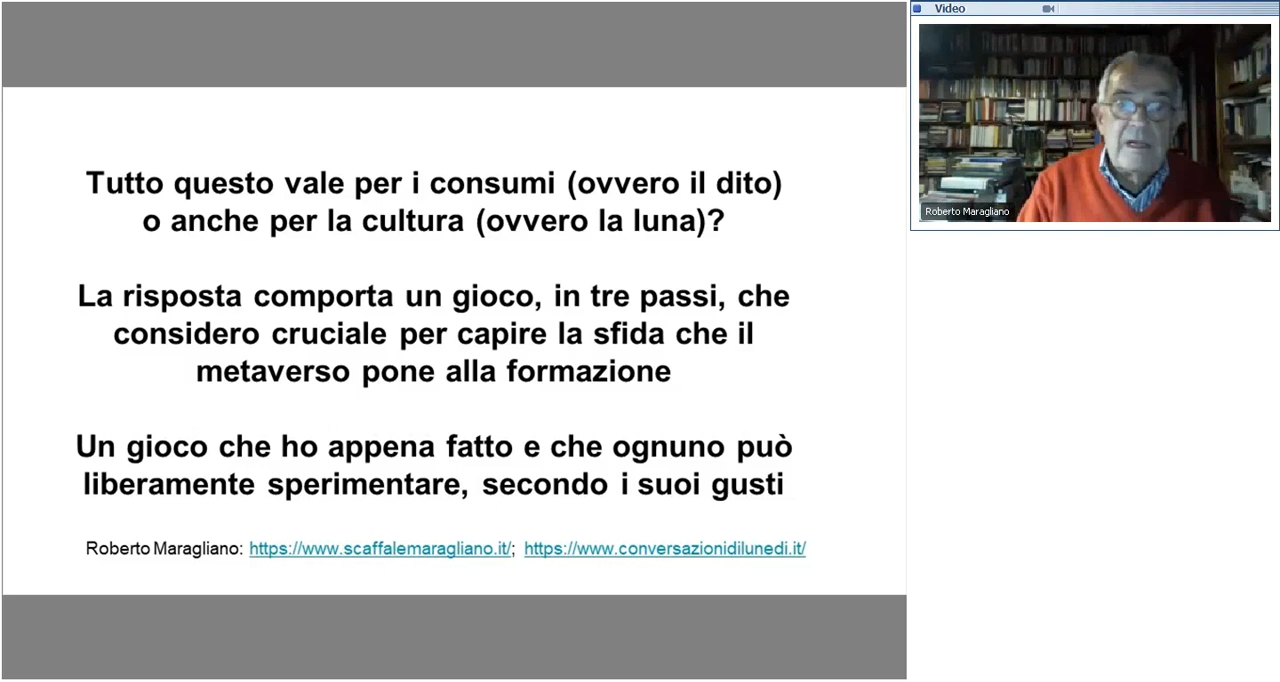 Video
Tutto questo vale per i consumi (ovvero il dito)
o anche per la cultura (ovvero la luna)?
La risposta comporta un gioco, in tre passi, che
considero cruciale per capire la sfida che il
metaverso pone alla formazione
Un gioco che ho appena fatto e che ognuno può
liberamente sperimentare, secondo i suoi gusti
Roberto Maragliano: https://www.scaffalemaragliano.it/; https://www.conversazionidilunedi.it/
Roberto Maragliano